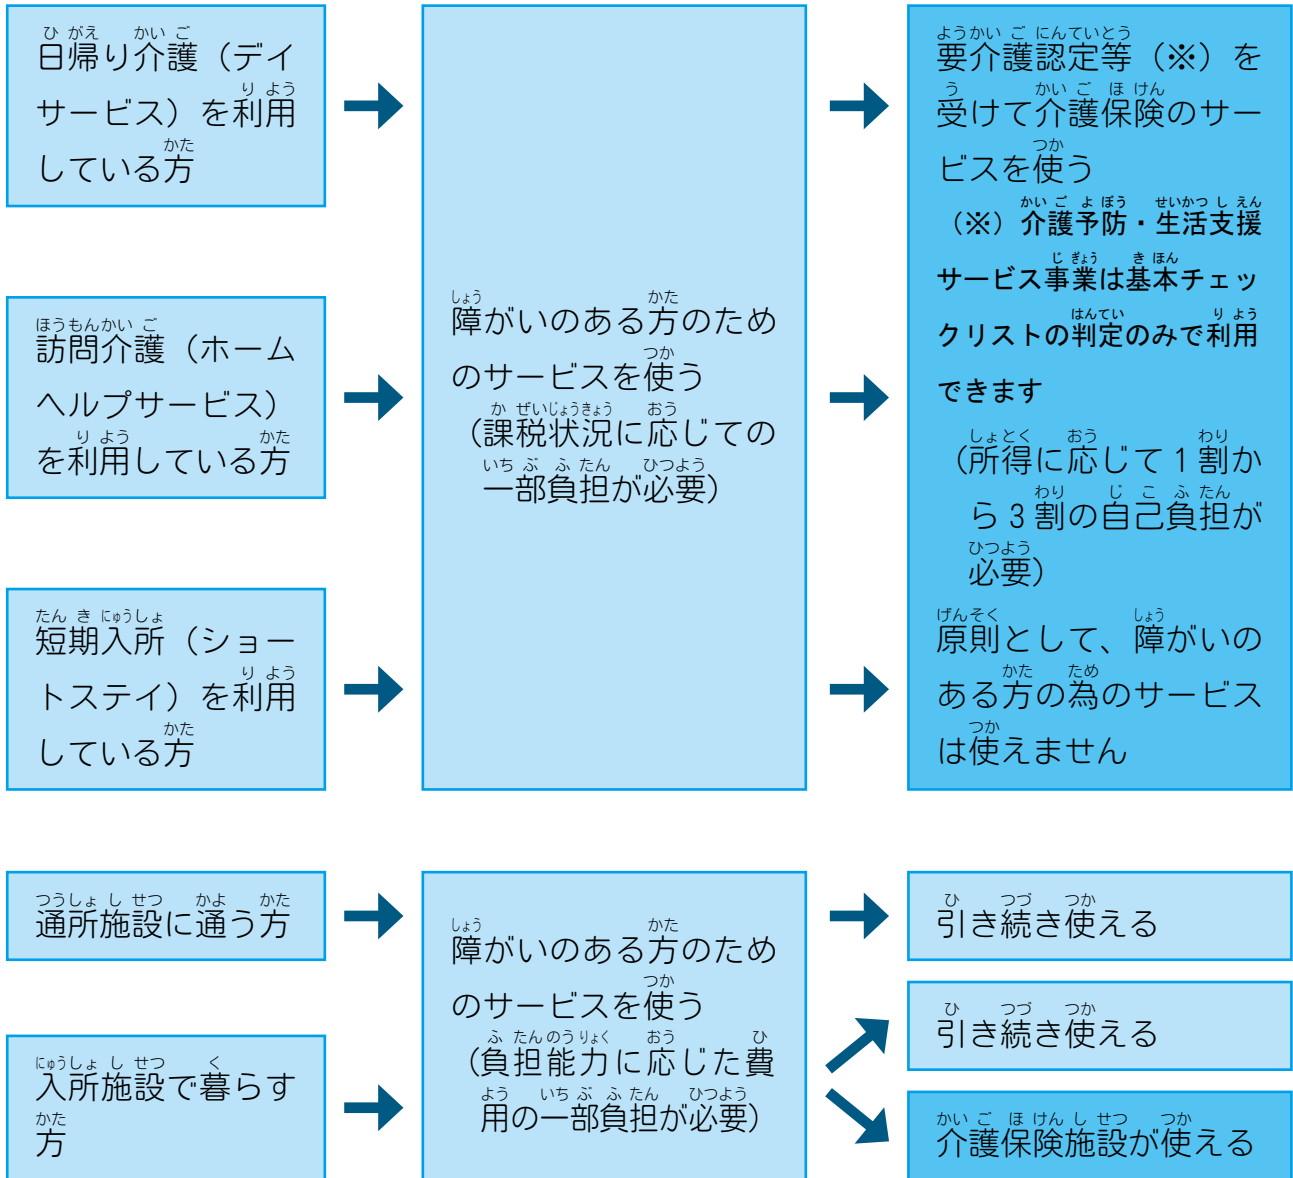 日帰り介護（デイ
サービス）を利用
している方
訪問介護（ホーム
ヘルプサービス）
を利用している方
短期入所（ショー
トステイ）を利用
している方
障がいのある方のため
のサービスを使う
（課税状況に応じての
一部負担が必要）
要介護認定等（※）を
受けて介護保険のサー
ビスを使う
（※）介護予防・生活支援
サービス事業は基本チェッ
クリストの判定のみで利用
できます
（所得に応じて1割か
ら3割の自己負担が
必要）
原則として、障がいの
ある方の為のサービス
は使えません
通所施設に通う方
入所施設で暮らす
方
障がいのある方のため
のサービスを使う
（負担能力に応じた費
用の一部負担が必要）
引き続き使える
引き続き使える
介護保険施設が使える